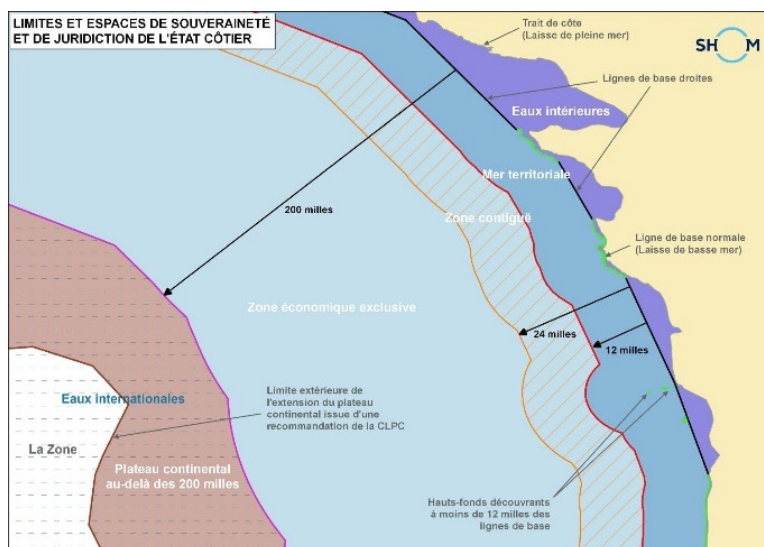 LIMITES ET ESPACES DE SOUVERAINETÉ
ET DE JURIDICTION DE L'ÉTAT CÔTIER
Trait de côte
(Laisse de pleine mer)
SHOM
Lignes de base droites
Eaux intérieures
Mer territoriale
200 milles
Zone contiguë
Ligne de base normale
(Laisse de basse mer)
Zone économique exclusive
24 milles
12 milles
Eaux internationales
Limite extérieure de
l'extension du plateau
continental issue d'une
recommandation de la CLPC
La Zone
Plateau continental
au-delà des 200 milles
Hauts-fonds découvrants
à moins de 12 milles des
lignes de base